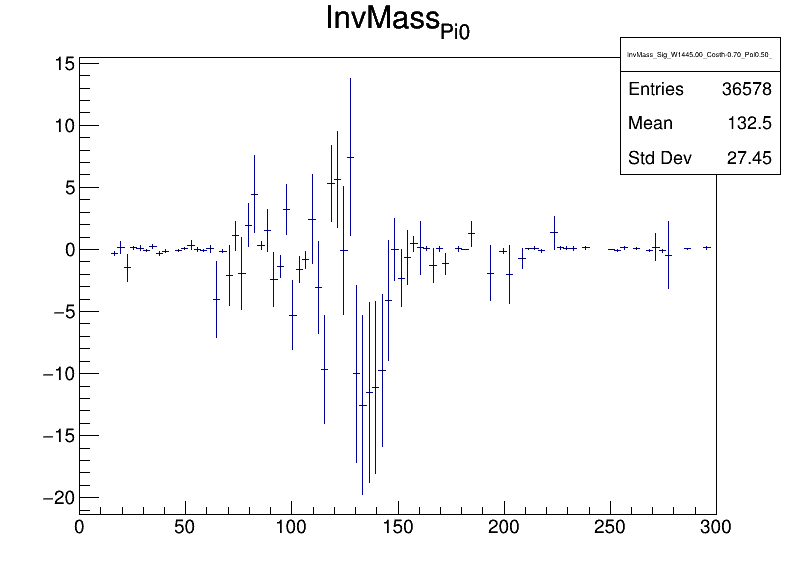 InvMassPi0
InvMass_Sig_W1445.00_Costh-0.70_Pol0.50_
Entries 36578
Mean 132.5
Std Dev 27.45
15
10
5
0
−5
−10
−15
−20
0 50 100 150 200 250 300